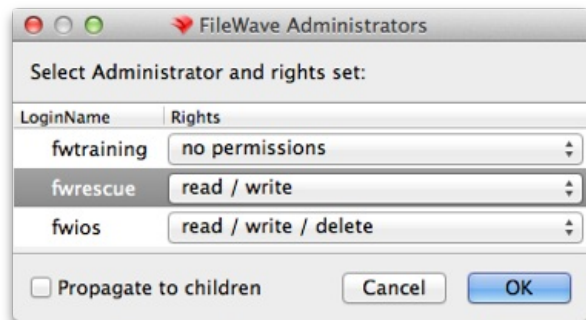 FileWave Administrators
Select Administrator and rights set:
LoginName Rights
fwtraining no permissions
fwrescue read / write
fwios read / write / delete
Propagate to children Cancel OK